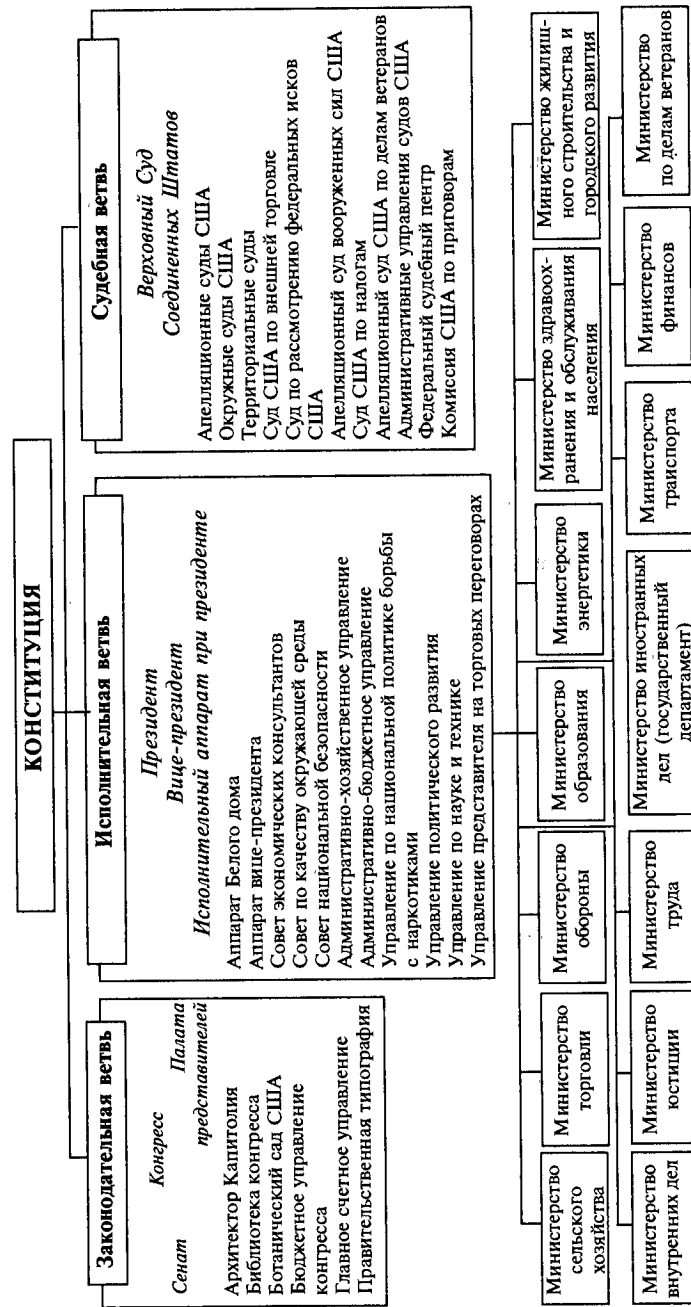 КОНСТИТУЦИЯ
Законодательная ветвь
Конгресс
Сенат Палата
представителей
Архитектор Капитолия
Библиотека конгресса
Ботанический сад США
Бюджетное управление
конгресса
Главное счетное управление
Правительственная типография
Исполнительная ветвь
Президент
Вице-президент
Исполнительный аппарат при президенте
Аппарат Белого дома
Аппарат вице-президента
Совет экономических консультантов
Совет по качеству окружающей среды
Совет национальной безопасности
Административно-хозяйственное управление
Административно-бюджетное управление
Управление по национальной политике борьбы
с наркотиками
Управление политического развития
Управление по науке и технике
Управление представителя на торговых переговорах
Судебная ветвь
Верховный Суд
Соединенных Штатов
Апелляционные суды США
Окружные суды США
Территориальные суды
Суд США по внешней торговле
Суд по рассмотрению федеральных исков
США
Апелляционный суд вооруженных сил США
Суд США по налогам
Апелляционный суд США по делам ветеранов
Административные управления судов США
Федеральный судебный пентр
Комиссия США по приговорам
Министерство
сельского
хозяйства
Министерство
торговли
Министерство
обороны
Министерство
образования
Министерство
энергетики
Министерство здравоох-
ранения и обслуживания
населения
Министерство жилищ-
ного строительства и
городского развития
Министерство
внутренних дел
Министерство
юстиции
Министерство
труда
Министерство иностранных
дел (государственный
департамент)
Министерство
траиспорта
Министерство
финансов
Министерство
по делам ветеранов